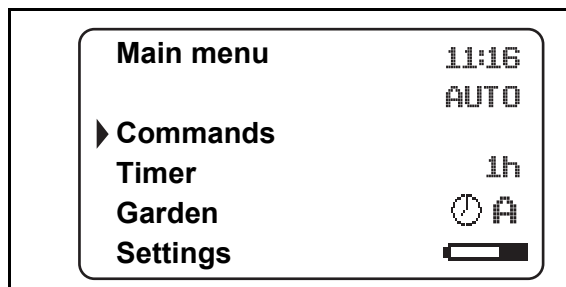 Main menu 11:16
AUTO
Commands
Timer 1h
Garden A
Settings